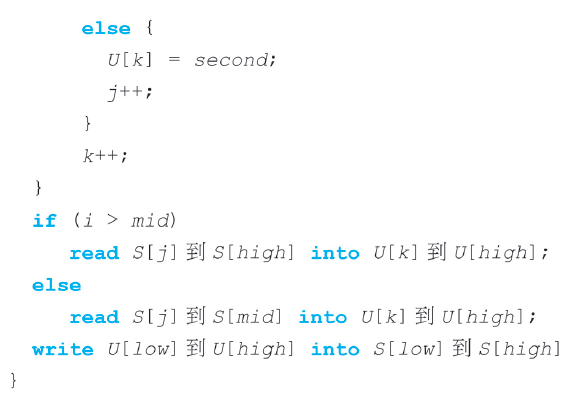 else {
U[k] = second;
j++;
}
k++;
}
if (i > mid)
read S[j] 到 S[high] into U[k] 到 U[high];
else
read S[j] 到 S[mid] into U[k] 到 U[high];
write U[low] 到 U[high] into S[low] 到 S[high]
}